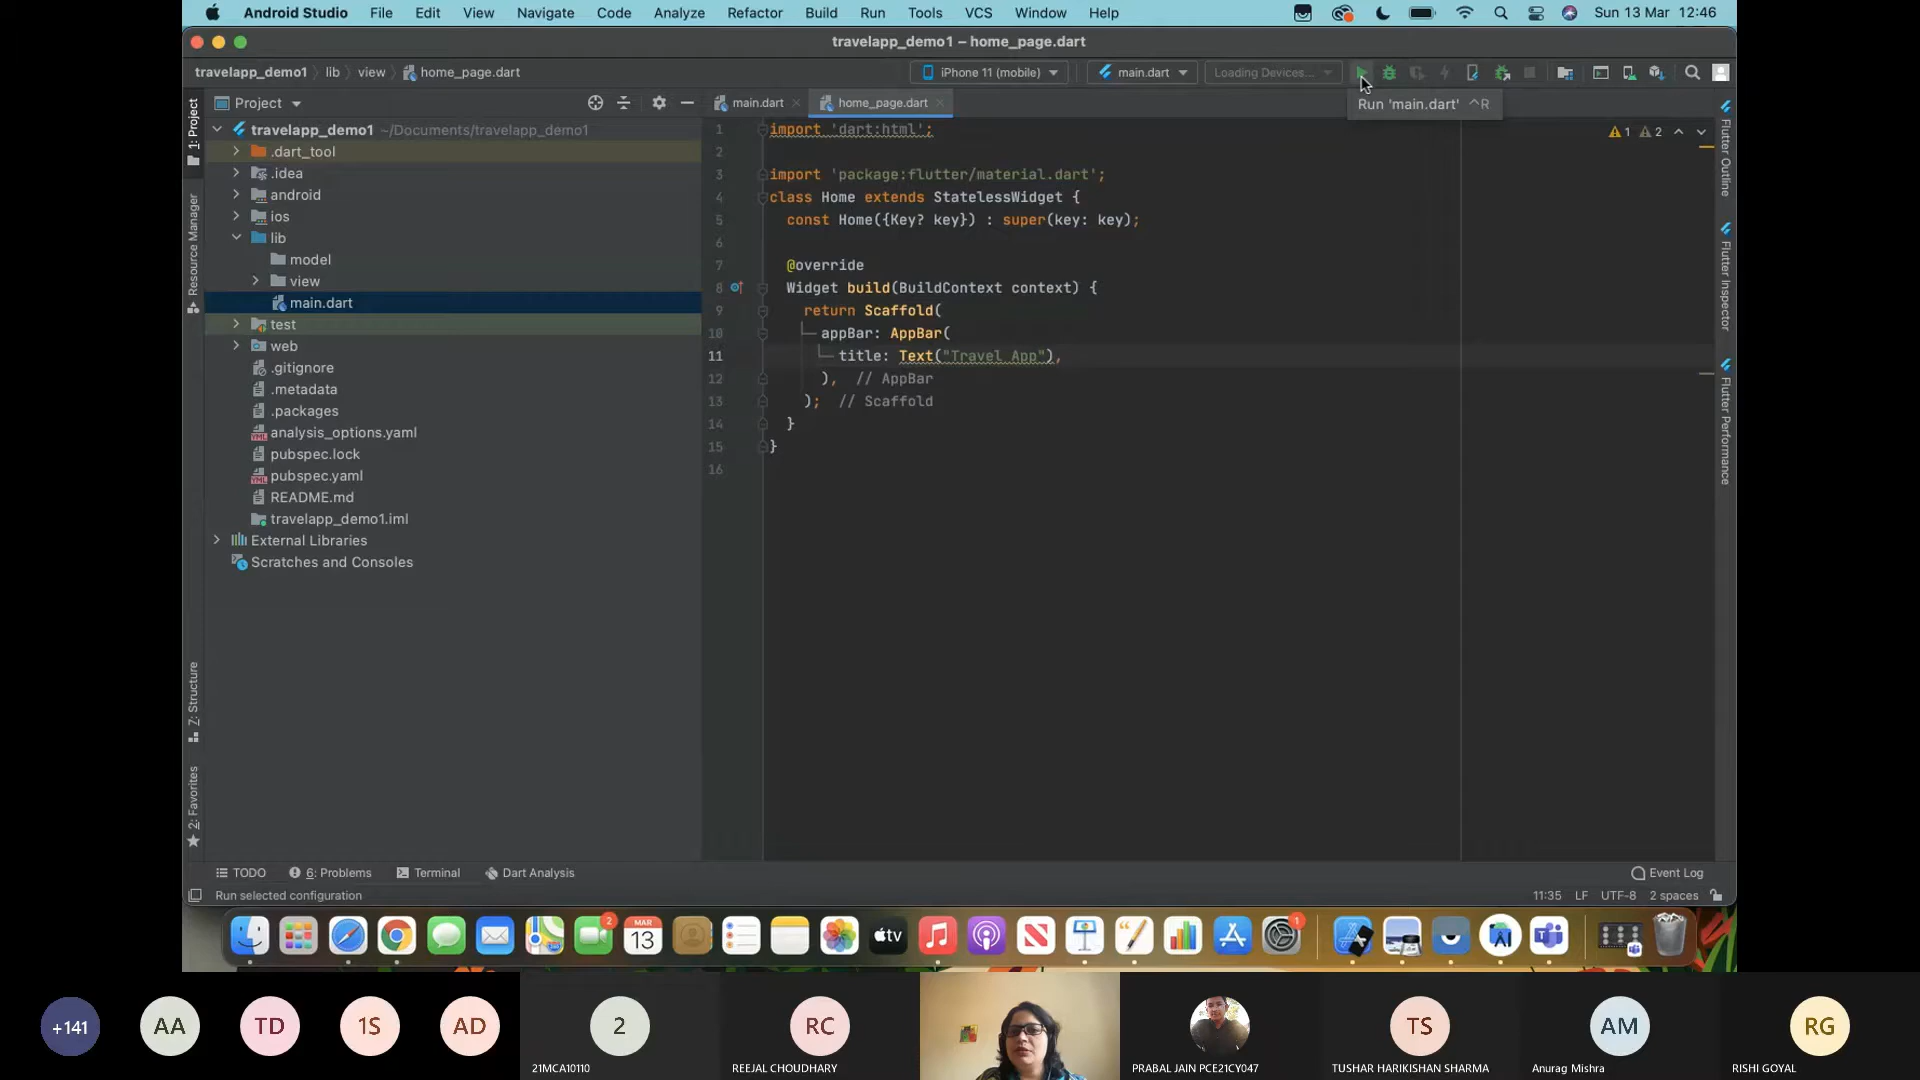 Android Studio File Edit View Navigate Code Analyze Refactor Build Run Tools VCS Window Help Sun 13 Mar 12:46
travelapp_demo1 – home_page.dart
travelapp_demo1 lib view home_page.dart iPhone 11 (mobile) main.dart Loading Devices...
Run 'main.dart' ^R
Project main.dart home_page.dart
1: Project
Resource Manager
Z: Structure
2: Favorites
travelapp_demo1 ~/Documents/travelapp_demo1
.dart_tool
.idea
android
ios
lib
model
view
main.dart
test
web
.gitignore
.metadata
.packages
analysis_options.yaml
pubspec.lock
pubspec.yaml
README.md
travelapp_demo1.iml
External Libraries
Scratches and Consoles
1 import 'dart:html';
2
3 import 'package:flutter/material.dart';
4 class Home extends StatelessWidget {
5 const Home({Key? key}) : super(key: key);
6
7 @override
8 Widget build(BuildContext context) {
9 return Scaffold(
10 appBar: AppBar(
11 title: Text("Travel App"),
12 ), // AppBar
13 ); // Scaffold
14 }
15 }
16
1 2
Flutter Outline
Flutter Inspector
Flutter Performance
TODO 6: Problems Terminal Dart Analysis Event Log
Run selected configuration 11:35 LF UTF-8 2 spaces
2 MAR 13 tv 1
+141 AA TD 1S AD 2 RC TS AM RG
21MCA10110 REEJAL CHOUDHARY PRABAL JAIN PCE21CY047 TUSHAR HARIKISHAN SHARMA Anurag Mishra RISHI GOYAL